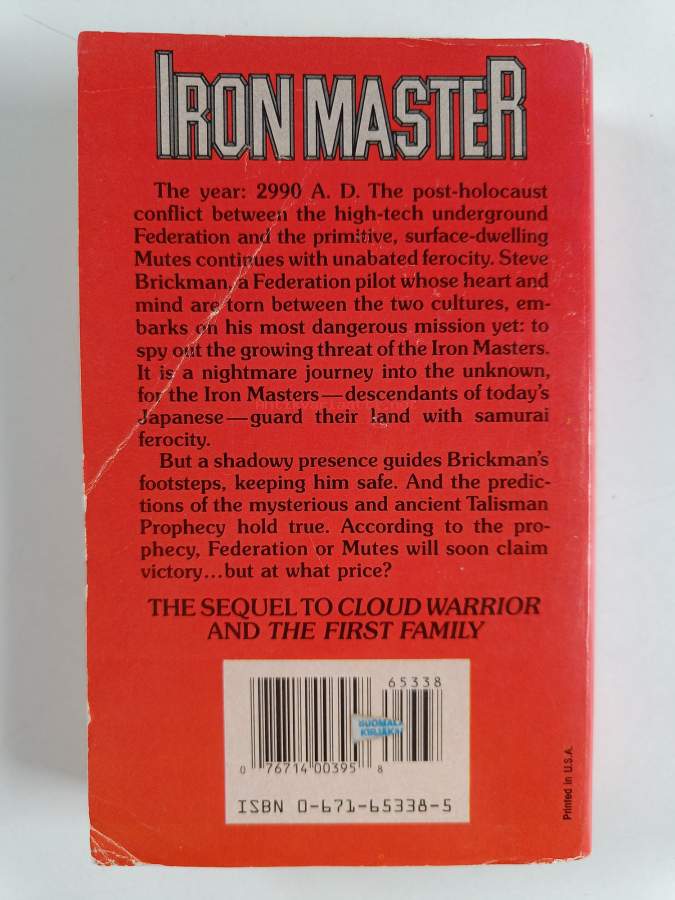 IRON MASTER
The year: 2990 A. D. The post-holocaust
conflict between the high-tech underground
Federation and the primitive, surface-dwelling
Mutes continues with unabated ferocity. Steve
Brickman, a Federation pilot whose heart and
mind are torn between the two cultures, em-
barks on his most dangerous mission yet: to
spy out the growing threat of the Iron Masters.
It is a nightmare journey into the unknown,
for the Iron Masters—descendants of today's
Japanese—guard their land with samurai
ferocity.
But a shadowy presence guides Brickman's
footsteps, keeping him safe. And the predic-
tions of the mysterious and ancient Talisman
Prophecy hold true. According to the pro-
phecy, Federation or Mutes will soon claim
victory...but at what price?
THE SEQUEL TO CLOUD WARRIOR
AND THE FIRST FAMILY
65338
0 76714 00395 8
ISBN 0-671-65338-5
Printed in U.S.A.